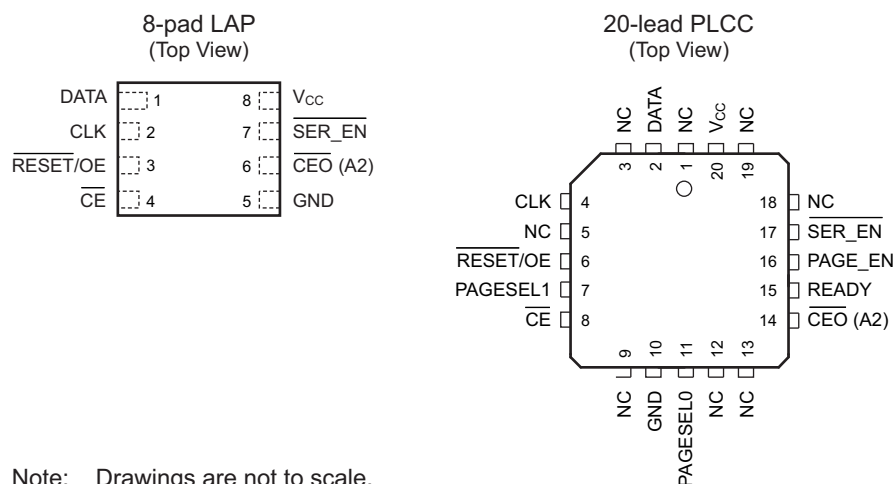 8-pad LAP
(Top View)
DATA 1
CLK 2
RESET/OE 3
CE 4
8 Vcc
7 SER_EN
6 CEO (A2)
5 GND
20-lead PLCC
(Top View)
NC 3
DATA 2
NC 1
Vcc 20
NC 19
CLK 4
NC 5
RESET/OE 6
PAGESEL1 7
CE 8
18 NC
17 SER_EN
16 PAGE_EN
15 READY
14 CEO (A2)
9 NC
10 GND
11 PAGESEL0
12 NC
13 NC
Note: Drawings are not to scale.